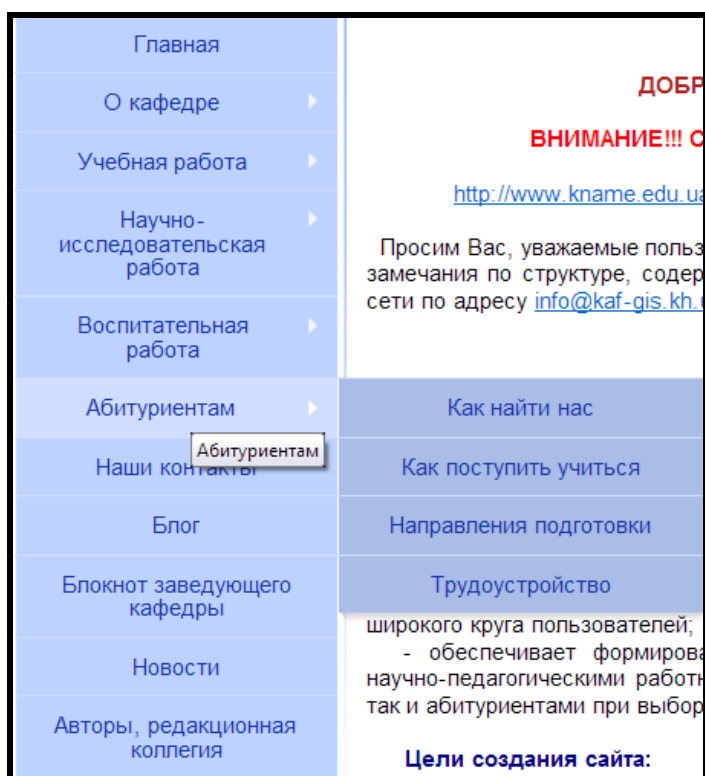 Главная
О кафедре
Учебная работа
Научно-
исследовательская
работа
Воспитательная
работа
Абитуриентам
Абитуриентам
Наши контакты
Блог
Блокнот заведующего
кафедры
Новости
Авторы, редакционная
коллегия
Как найти нас
Как поступить учиться
Направления подготовки
Трудоустройство
ДОБР
ВНИМАНИЕ!!! С
http://www.kname.edu.ua
Просим Вас, уважаемые польз
замечания по структуре, содер
сети по адресу info@kaf-gis.kh.
широкого круга пользователей;
- обеспечивает формирова
научно-педагогическими работн
так и абитуриентами при выбор
Цели создания сайта: